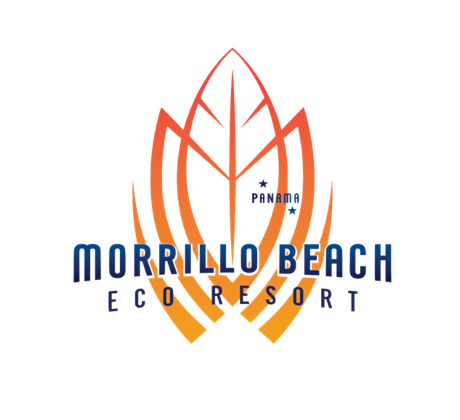 PANAMA
MORRILLO BEACH
ECO RESORT